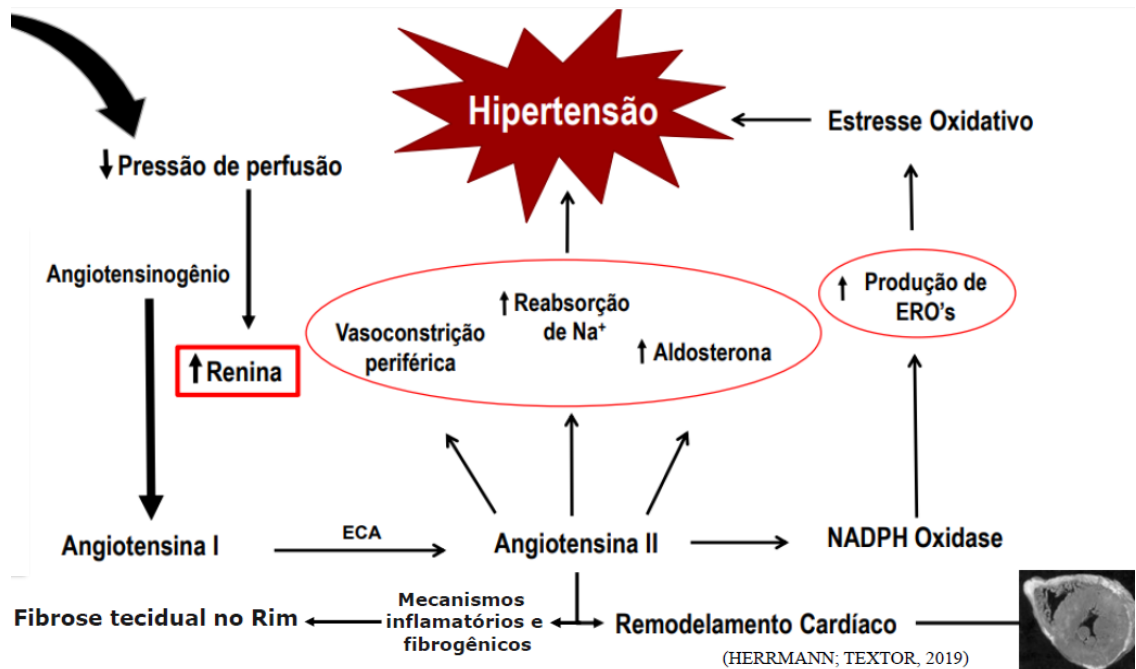 Hipertensão
Estresse Oxidativo
↓ Pressão de perfusão
Angiotensinogênio
↑ Renina
Vasoconstrição
periférica
↑ Reabsorção
de Na⁺
↑ Aldosterona
↑ Produção de
ERO's
Angiotensina I
ECA
Angiotensina II
NADPH Oxidase
Fibrose tecidual no Rim
Mecanismos
inflamatórios e
fibrogênicos
Remodelamento Cardíaco
(HERRMANN; TEXTOR, 2019)